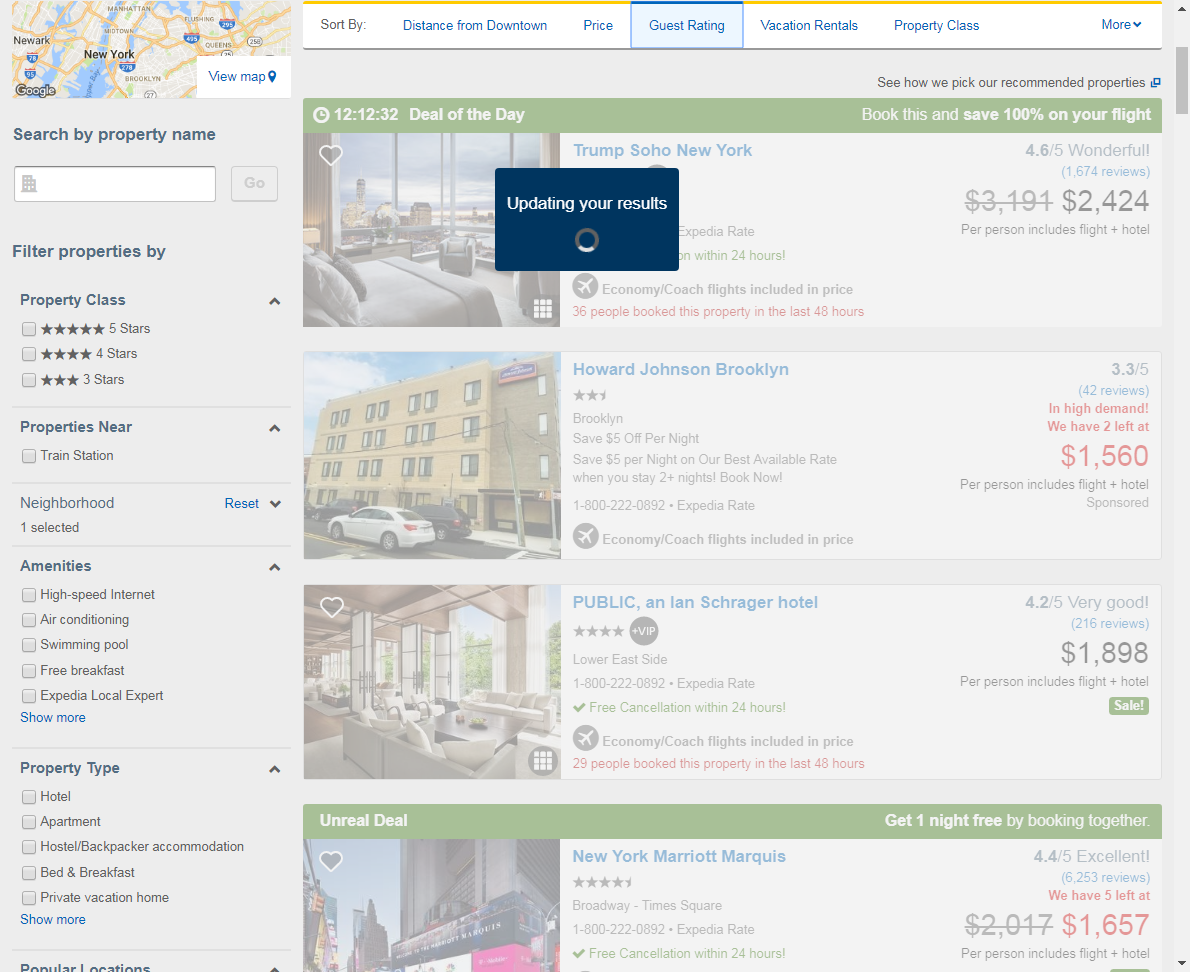 MANHATTAN
FLUSHING
295
Newark
MIDTOWN
495
QUEENS
25
78
New York
278
95
BROOKLYN
27
Google
View map
Search by property name
Go
Filter properties by
Property Class
★★★★★ 5 Stars
★★★★ 4 Stars
★★★ 3 Stars
Properties Near
Train Station
Neighborhood Reset
1 selected
Amenities
High-speed Internet
Air conditioning
Swimming pool
Free breakfast
Expedia Local Expert
Show more
Property Type
Hotel
Apartment
Hostel/Backpacker accommodation
Bed & Breakfast
Private vacation home
Show more
Popular Locations
Sort By: Distance from Downtown Price Guest Rating Vacation Rentals Property Class More
See how we pick our recommended properties
12:12:32 Deal of the Day Book this and save 100% on your flight
Trump Soho New York
4.6/5 Wonderful!
(1,674 reviews)
$3,191 $2,424
Per person includes flight + hotel
Updating your results
Expedia Rate
within 24 hours!
Economy/Coach flights included in price
36 people booked this property in the last 48 hours
Howard Johnson Brooklyn
3.3/5
(42 reviews)
In high demand!
We have 2 left at
$1,560
Per person includes flight + hotel
Sponsored
Brooklyn
Save $5 Off Per Night
Save $5 per Night on Our Best Available Rate
when you stay 2+ nights! Book Now!
1-800-222-0892 • Expedia Rate
Economy/Coach flights included in price
PUBLIC, an Ian Schrager hotel
4.2/5 Very good!
(216 reviews)
$1,898
Per person includes flight + hotel
Sale!
★★★★ +VIP
Lower East Side
1-800-222-0892 • Expedia Rate
Free Cancellation within 24 hours!
Economy/Coach flights included in price
29 people booked this property in the last 48 hours
Unreal Deal Get 1 night free by booking together.
New York Marriott Marquis
4.4/5 Excellent!
(6,253 reviews)
We have 5 left at
$2,017 $1,657
Per person includes flight + hotel
Broadway - Times Square
1-800-222-0892 • Expedia Rate
Free Cancellation within 24 hours!
WELCOME TO THE MARRIOTT MARQUIS